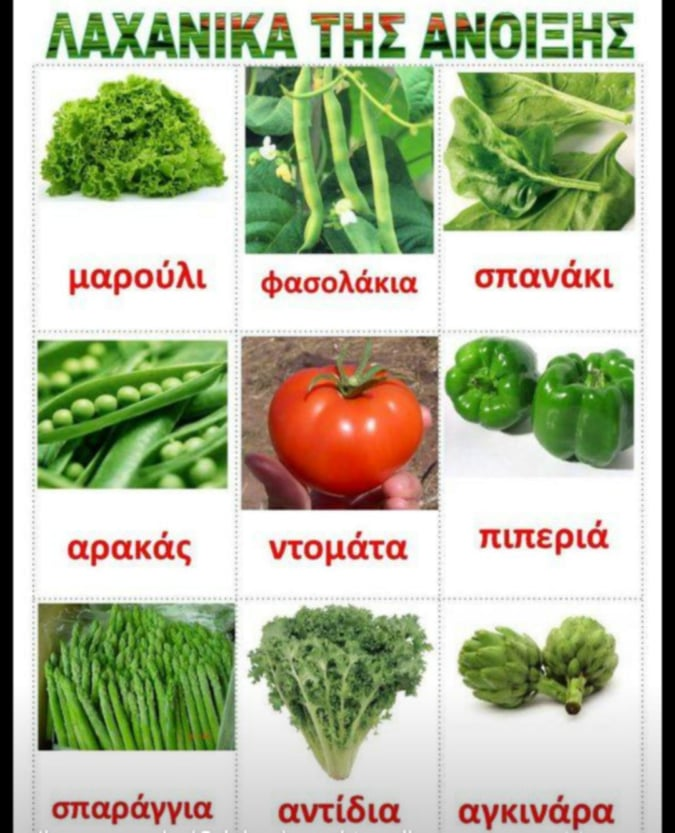 ΛΑΧΑΝΙΚΑ ΤΗΣ ΑΝΟΙΞΗΣ
μαρούλι
φασολάκια
σπανάκι
αρακάς
ντομάτα
πιπεριά
σπαράγγια
αντίδια
αγκινάρα